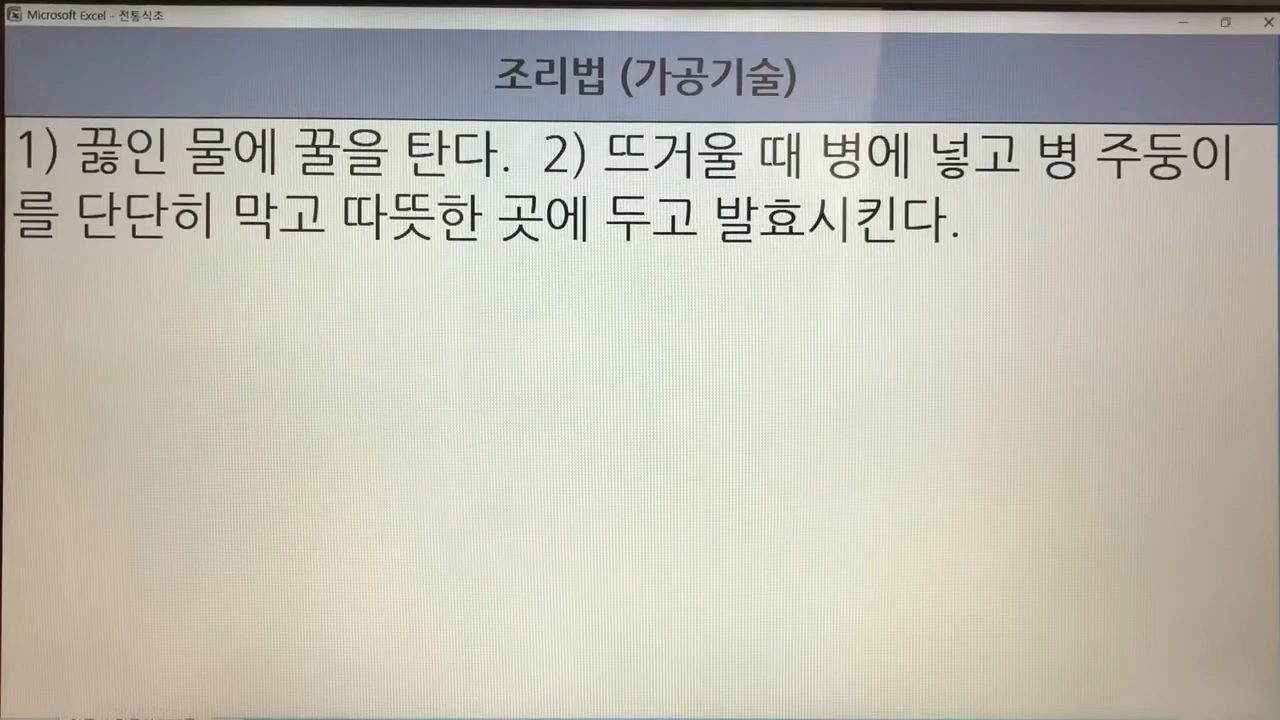 Microsoft Excel - 전통식초
조리법 (가공기술)
1) 끓인 물에 꿀을 탄다. 2) 뜨거울 때 병에 넣고 병 주둥이
를 단단히 막고 따뜻한 곳에 두고 발효시킨다.